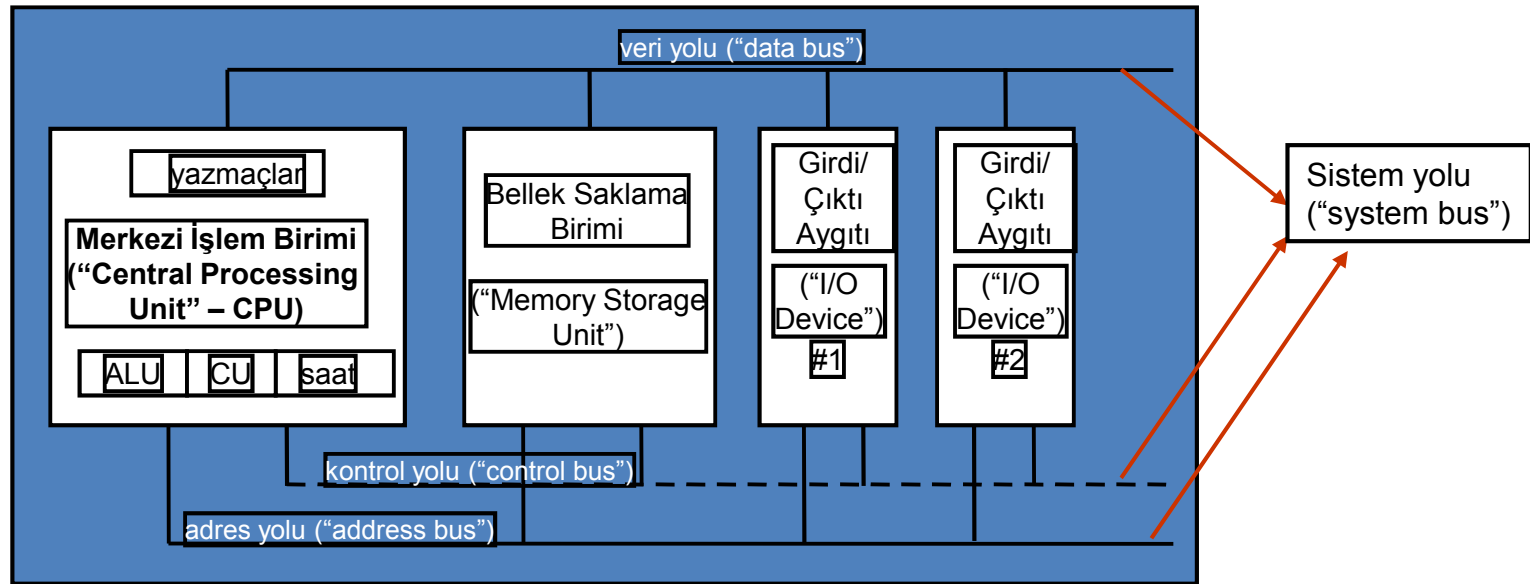 veri yolu (“data bus”)
yazmaçlar
Merkezi İşlem Birimi
(“Central Processing
Unit” – CPU)
ALU
CU
saat
Bellek Saklama
Birimi
(“Memory Storage
Unit”)
Girdi/
Çıktı
Aygıtı
(“I/O
Device”)
#1
Girdi/
Çıktı
Aygıtı
(“I/O
Device”)
#2
Sistem yolu
(“system bus”)
kontrol yolu (“control bus”)
adres yolu (“address bus”)